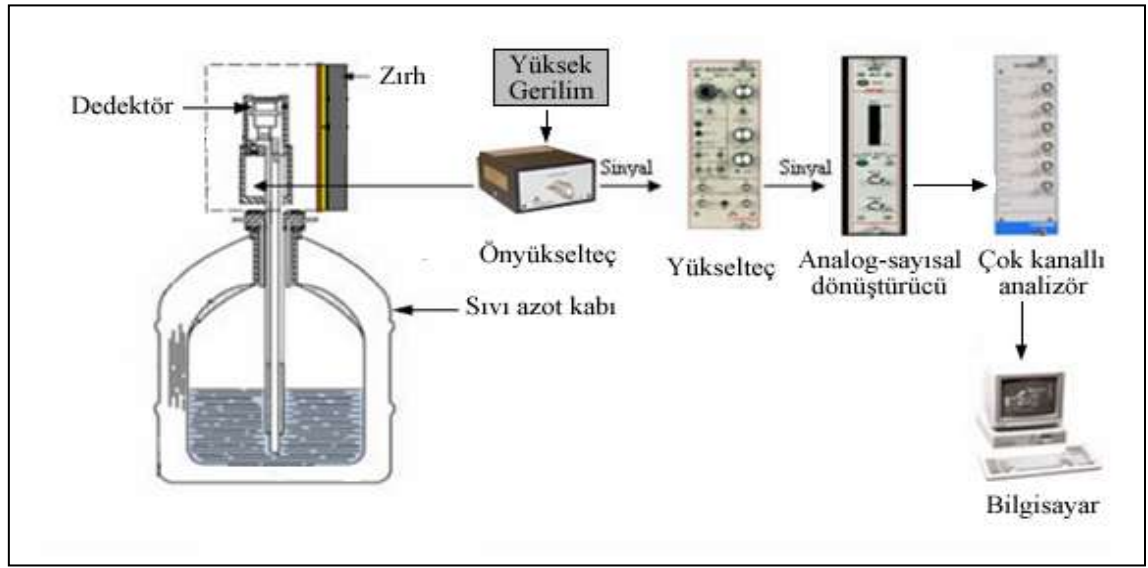 Dedektör
Zırh
Yüksek
Gerilim
Önyükselteç
Sinyal
Yükselteç
Sinyal
Analog-sayısal
dönüştürücü
Çok kanallı
analizör
Sıvı azot kabı
Bilgisayar